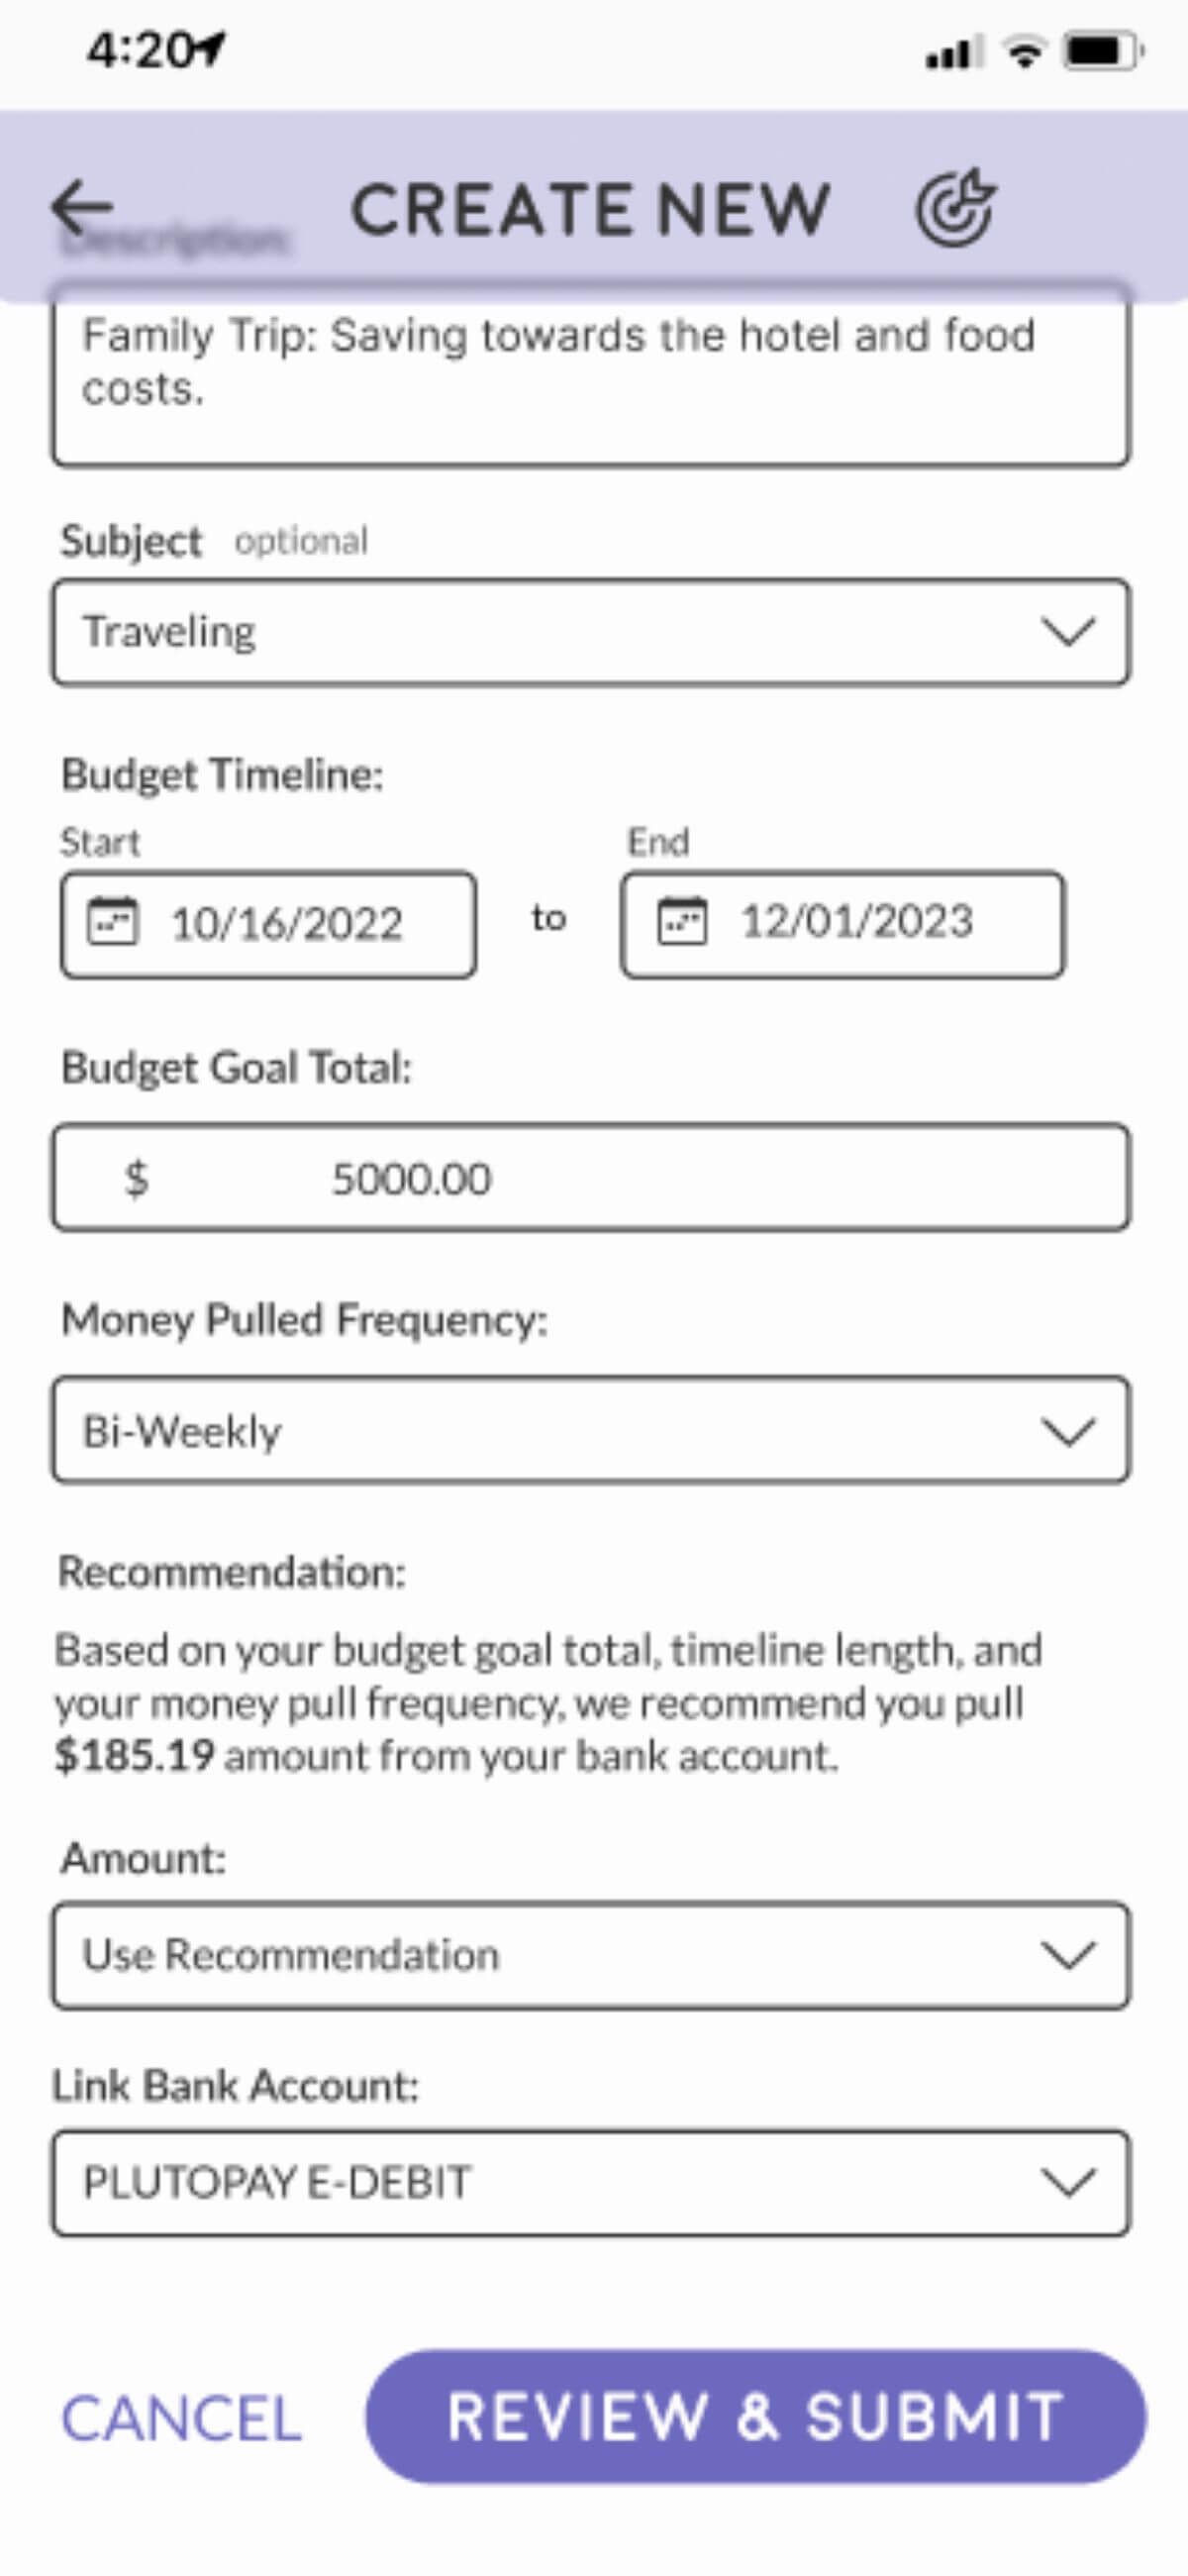 4:20
CREATE NEW
Description:
Family Trip: Saving towards the hotel and food
costs.
Subject optional
Traveling
Budget Timeline:
Start End
10/16/2022 to 12/01/2023
Budget Goal Total:
$ 5000.00
Money Pulled Frequency:
Bi-Weekly
Recommendation:
Based on your budget goal total, timeline length, and
your money pull frequency, we recommend you pull
$185.19 amount from your bank account.
Amount:
Use Recommendation
Link Bank Account:
PLUTOPAY E-DEBIT
CANCEL REVIEW & SUBMIT